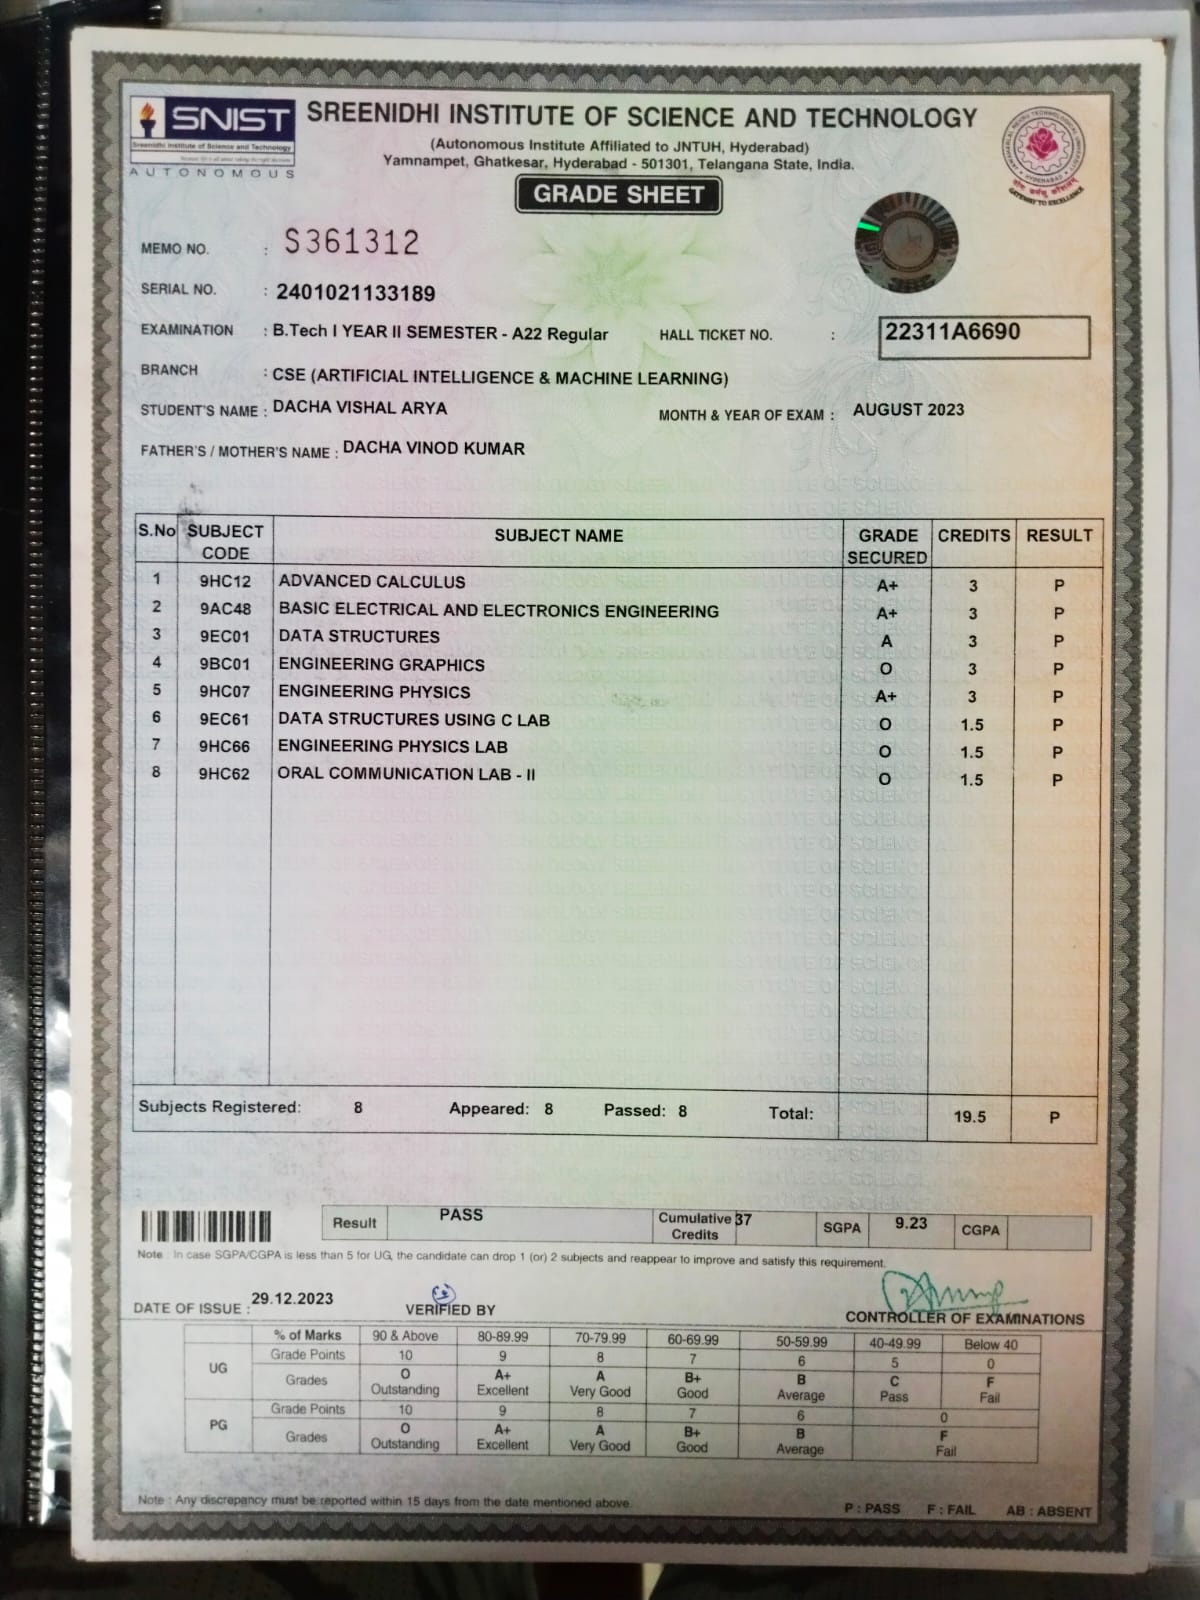 SNIST
Sreenidhi Institute of Science and Technology
AUTONOMOUS
SREENIDHI INSTITUTE OF SCIENCE AND TECHNOLOGY
(Autonomous Institute Affiliated to JNTUH, Hyderabad)
Yamnampet, Ghatkesar, Hyderabad - 501301, Telangana State, India.
GRADE SHEET
GATEWAY TO EXCELLENCE
MEMO NO. : S361312
SERIAL NO. : 2401021133189
EXAMINATION : B.Tech I YEAR II SEMESTER - A22 Regular HALL TICKET NO. : 22311A6690
BRANCH : CSE (ARTIFICIAL INTELLIGENCE & MACHINE LEARNING)
STUDENT'S NAME : DACHA VISHAL ARYA MONTH & YEAR OF EXAM : AUGUST 2023
FATHER'S / MOTHER'S NAME : DACHA VINOD KUMAR
S.No SUBJECT CODE SUBJECT NAME GRADE SECURED CREDITS RESULT
1 9HC12 ADVANCED CALCULUS A+ 3 P
2 9AC48 BASIC ELECTRICAL AND ELECTRONICS ENGINEERING A+ 3 P
3 9EC01 DATA STRUCTURES A 3 P
4 9BC01 ENGINEERING GRAPHICS O 3 P
5 9HC07 ENGINEERING PHYSICS A+ 3 P
6 9EC61 DATA STRUCTURES USING C LAB O 1.5 P
7 9HC66 ENGINEERING PHYSICS LAB O 1.5 P
8 9HC62 ORAL COMMUNICATION LAB - II O 1.5 P
Subjects Registered: 8 Appeared: 8 Passed: 8 Total: 19.5 P
Result PASS Cumulative Credits 37 SGPA 9.23 CGPA
Note : In case SGPA/CGPA is less than 5 for UG, the candidate can drop 1 (or) 2 subjects and reappear to improve and satisfy this requirement.
DATE OF ISSUE : 29.12.2023 VERIFIED BY CONTROLLER OF EXAMINATIONS
UG % of Marks 90 & Above 80-89.99 70-79.99 60-69.99 50-59.99 40-49.99 Below 40
Grade Points 10 9 8 7 6 5 0
Grades O Outstanding A+ Excellent A Very Good B+ Good B Average C Pass F Fail
PG Grade Points 10 9 8 7 6 0
Grades O Outstanding A+ Excellent A Very Good B+ Good B Average F Fail
Note : Any discrepancy must be reported within 15 days from the date mentioned above.
P : PASS F : FAIL AB : ABSENT